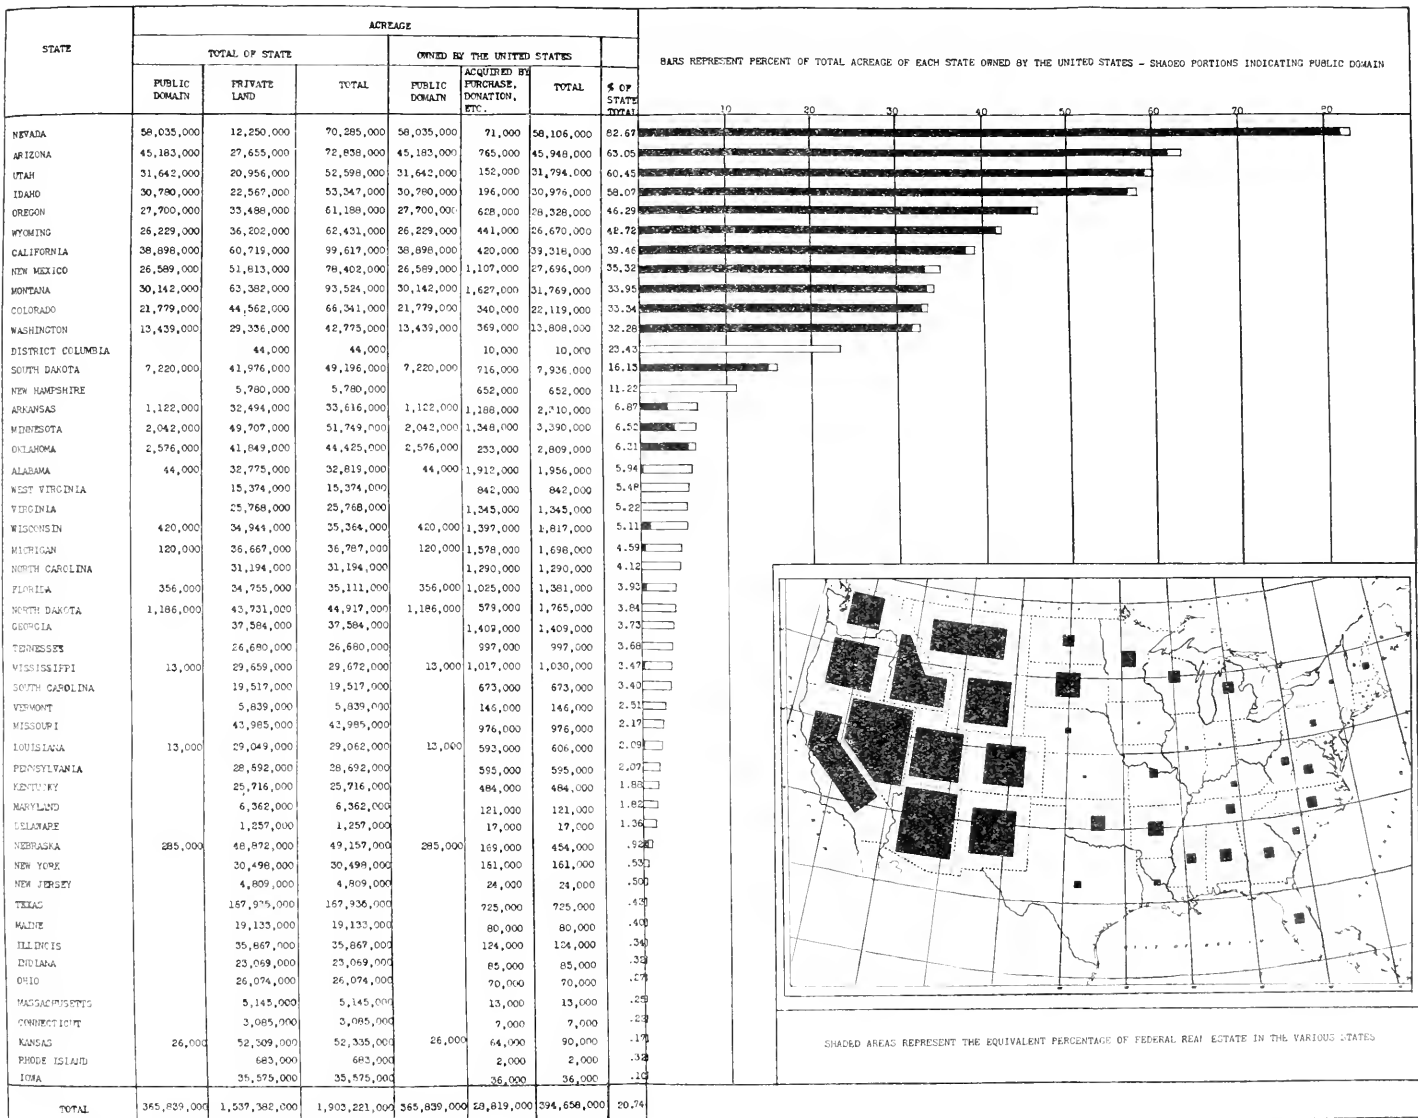 ACREAGE
STATE
TOTAL OF STATE OWNED BY THE UNITED STATES
BARS REPRESENT PERCENT OF TOTAL ACREAGE OF EACH STATE OWNED BY THE UNITED STATES - SHADED PORTIONS INDICATING PUBLIC DOMAIN
PUBLIC DOMAIN PRIVATE LAND TOTAL PUBLIC DOMAIN ACQUIRED BY PURCHASE, DONATION, ETC. TOTAL % OF STATE TOTAL
10 20 30 40 50 60 70 80
NEVADA 58,035,000 12,250,000 70,285,000 58,035,000 71,000 58,106,000 82.67
ARIZONA 45,183,000 27,655,000 72,838,000 45,183,000 765,000 45,948,000 63.05
UTAH 31,642,000 20,956,000 52,598,000 31,642,000 152,000 31,794,000 60.45
IDAHO 30,780,000 22,567,000 53,347,000 30,780,000 196,000 30,976,000 58.07
OREGON 27,700,000 33,488,000 61,188,000 27,700,000 628,000 28,328,000 46.29
WYOMING 26,229,000 36,202,000 62,431,000 26,229,000 441,000 26,670,000 42.72
CALIFORNIA 38,898,000 60,719,000 99,617,000 38,898,000 420,000 39,318,000 39.46
NEW MEXICO 26,589,000 51,813,000 78,402,000 26,589,000 1,107,000 27,696,000 35.32
MONTANA 30,142,000 63,382,000 93,524,000 30,142,000 1,627,000 31,769,000 33.95
COLORADO 21,779,000 44,562,000 66,341,000 21,779,000 340,000 22,119,000 33.34
WASHINGTON 13,439,000 29,336,000 42,775,000 13,439,000 369,000 13,808,000 32.28
DISTRICT COLUMBIA 44,000 44,000 10,000 10,000 23.43
SOUTH DAKOTA 7,220,000 41,976,000 49,196,000 7,220,000 716,000 7,936,000 16.13
NEW HAMPSHIRE 5,780,000 5,780,000 652,000 652,000 11.22
ARKANSAS 1,122,000 32,494,000 33,616,000 1,122,000 1,188,000 2,310,000 6.87
MINNESOTA 2,042,000 49,707,000 51,749,000 2,042,000 1,348,000 3,390,000 6.52
OKLAHOMA 2,576,000 41,849,000 44,425,000 2,576,000 233,000 2,809,000 6.31
ALABAMA 44,000 32,775,000 32,819,000 44,000 1,912,000 1,956,000 5.94
WEST VIRGINIA 15,374,000 15,374,000 842,000 842,000 5.48
VIRGINIA 25,768,000 25,768,000 1,345,000 1,345,000 5.22
WISCONSIN 420,000 34,944,000 35,364,000 420,000 1,397,000 1,817,000 5.11
MICHIGAN 120,000 36,667,000 36,787,000 120,000 1,578,000 1,698,000 4.59
NORTH CAROLINA 31,194,000 31,194,000 1,290,000 1,290,000 4.12
FLORIDA 356,000 34,755,000 35,111,000 356,000 1,025,000 1,381,000 3.93
NORTH DAKOTA 1,186,000 43,731,000 44,917,000 1,186,000 579,000 1,765,000 3.84
GEORGIA 37,584,000 37,584,000 1,409,000 1,409,000 3.73
TENNESSEE 26,680,000 26,680,000 997,000 997,000 3.68
MISSISSIPPI 13,000 29,659,000 29,672,000 13,000 1,017,000 1,030,000 3.47
SOUTH CAROLINA 19,517,000 19,517,000 673,000 673,000 3.40
VERMONT 5,839,000 5,839,000 146,000 146,000 2.51
MISSOURI 43,985,000 43,985,000 976,000 976,000 2.17
LOUISIANA 13,000 29,049,000 29,062,000 13,000 593,000 606,000 2.09
PENNSYLVANIA 28,692,000 28,692,000 595,000 595,000 2.07
KENTUCKY 25,716,000 25,716,000 484,000 484,000 1.88
MARYLAND 6,362,000 6,362,000 121,000 121,000 1.82
DELAWARE 1,257,000 1,257,000 17,000 17,000 1.36
NEBRASKA 285,000 48,872,000 49,157,000 285,000 169,000 454,000 .92
NEW YORK 30,498,000 30,498,000 161,000 161,000 .53
NEW JERSEY 4,809,000 4,809,000 24,000 24,000 .50
TEXAS 167,936,000 725,000 725,000 .43
MAINE 19,133,000 19,133,000 80,000 80,000 .40
ILLINOIS 35,867,000 35,867,000 124,000 124,000 .34
INDIANA 23,069,000 23,069,000 85,000 85,000 .32
OHIO 26,074,000 26,074,000 70,000 70,000 .27
MASSACHUSETTS 5,145,000 5,145,000 13,000 13,000 .25
CONNECTICUT 3,085,000 3,085,000 7,000 7,000 .23
KANSAS 26,000 52,309,000 52,335,000 26,000 64,000 90,000 .17
RHODE ISLAND 683,000 683,000 2,000 2,000 .32
IOWA 35,575,000 35,575,000 36,000 36,000 .10
TOTAL 365,839,000 1,537,382,000 1,903,221,000 365,839,000 28,819,000 394,658,000 20.74
SHADED AREAS REPRESENT THE EQUIVALENT PERCENTAGE OF FEDERAL REAL ESTATE IN THE VARIOUS STATES